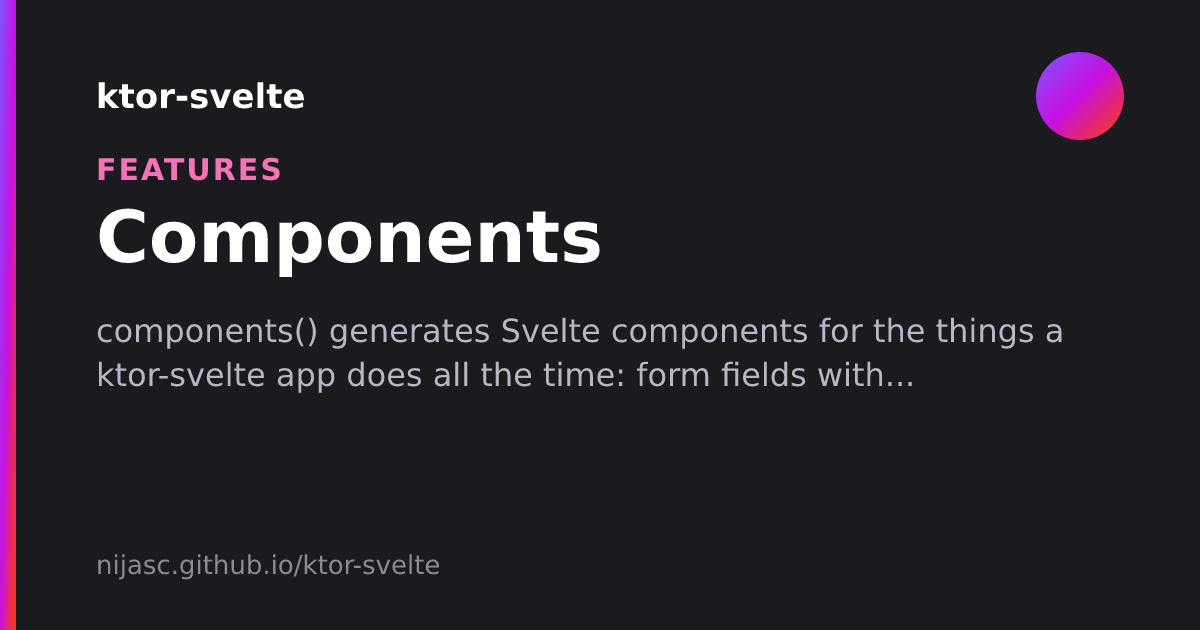 ktor-svelte
FEATURES
Components
components() generates Svelte components for the things a
ktor-svelte app does all the time: form fields with...
nijasc.github.io/ktor-svelte